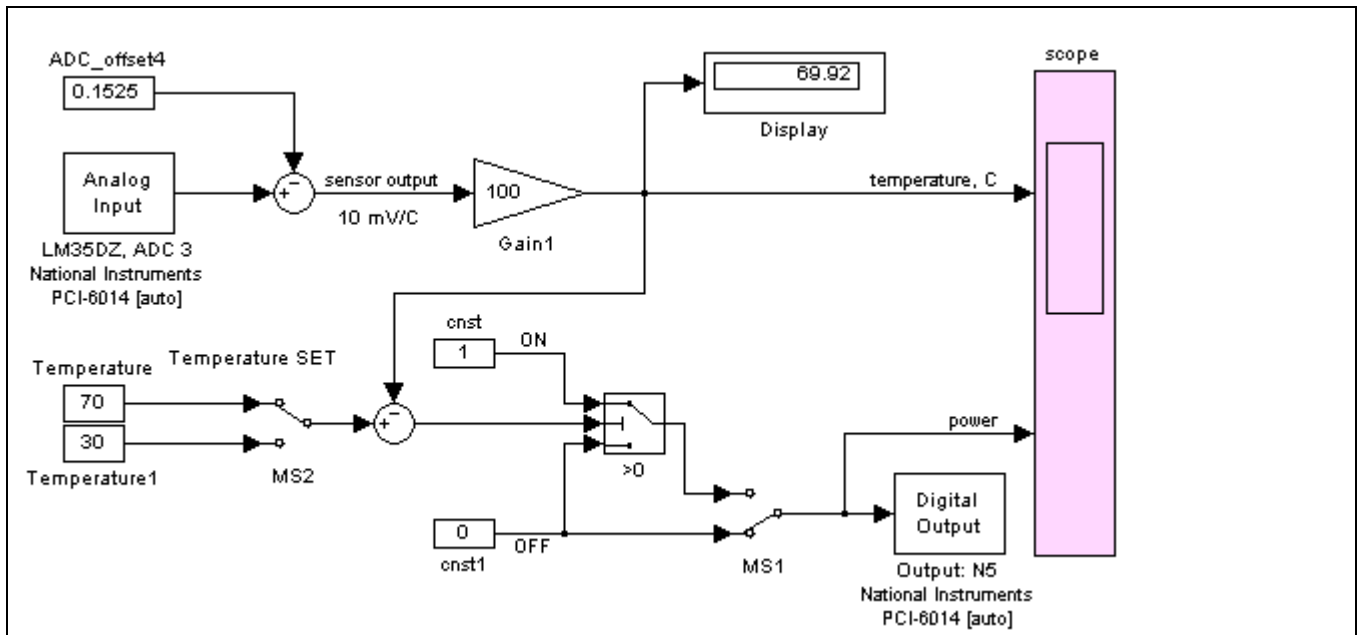 scope
ADC_offset4
0.1525
69.92
Display
Analog
Input
+
−
sensor output
10 mV/C
100
Gain1
temperature, C
LM35DZ, ADC 3
National Instruments
PCI-6014 [auto]
cnst
1
ON
Temperature
Temperature SET
70
30
Temperature1
MS2
+
−
>0
power
0
cnst1
OFF
MS1
Digital
Output
Output: N5
National Instruments
PCI-6014 [auto]